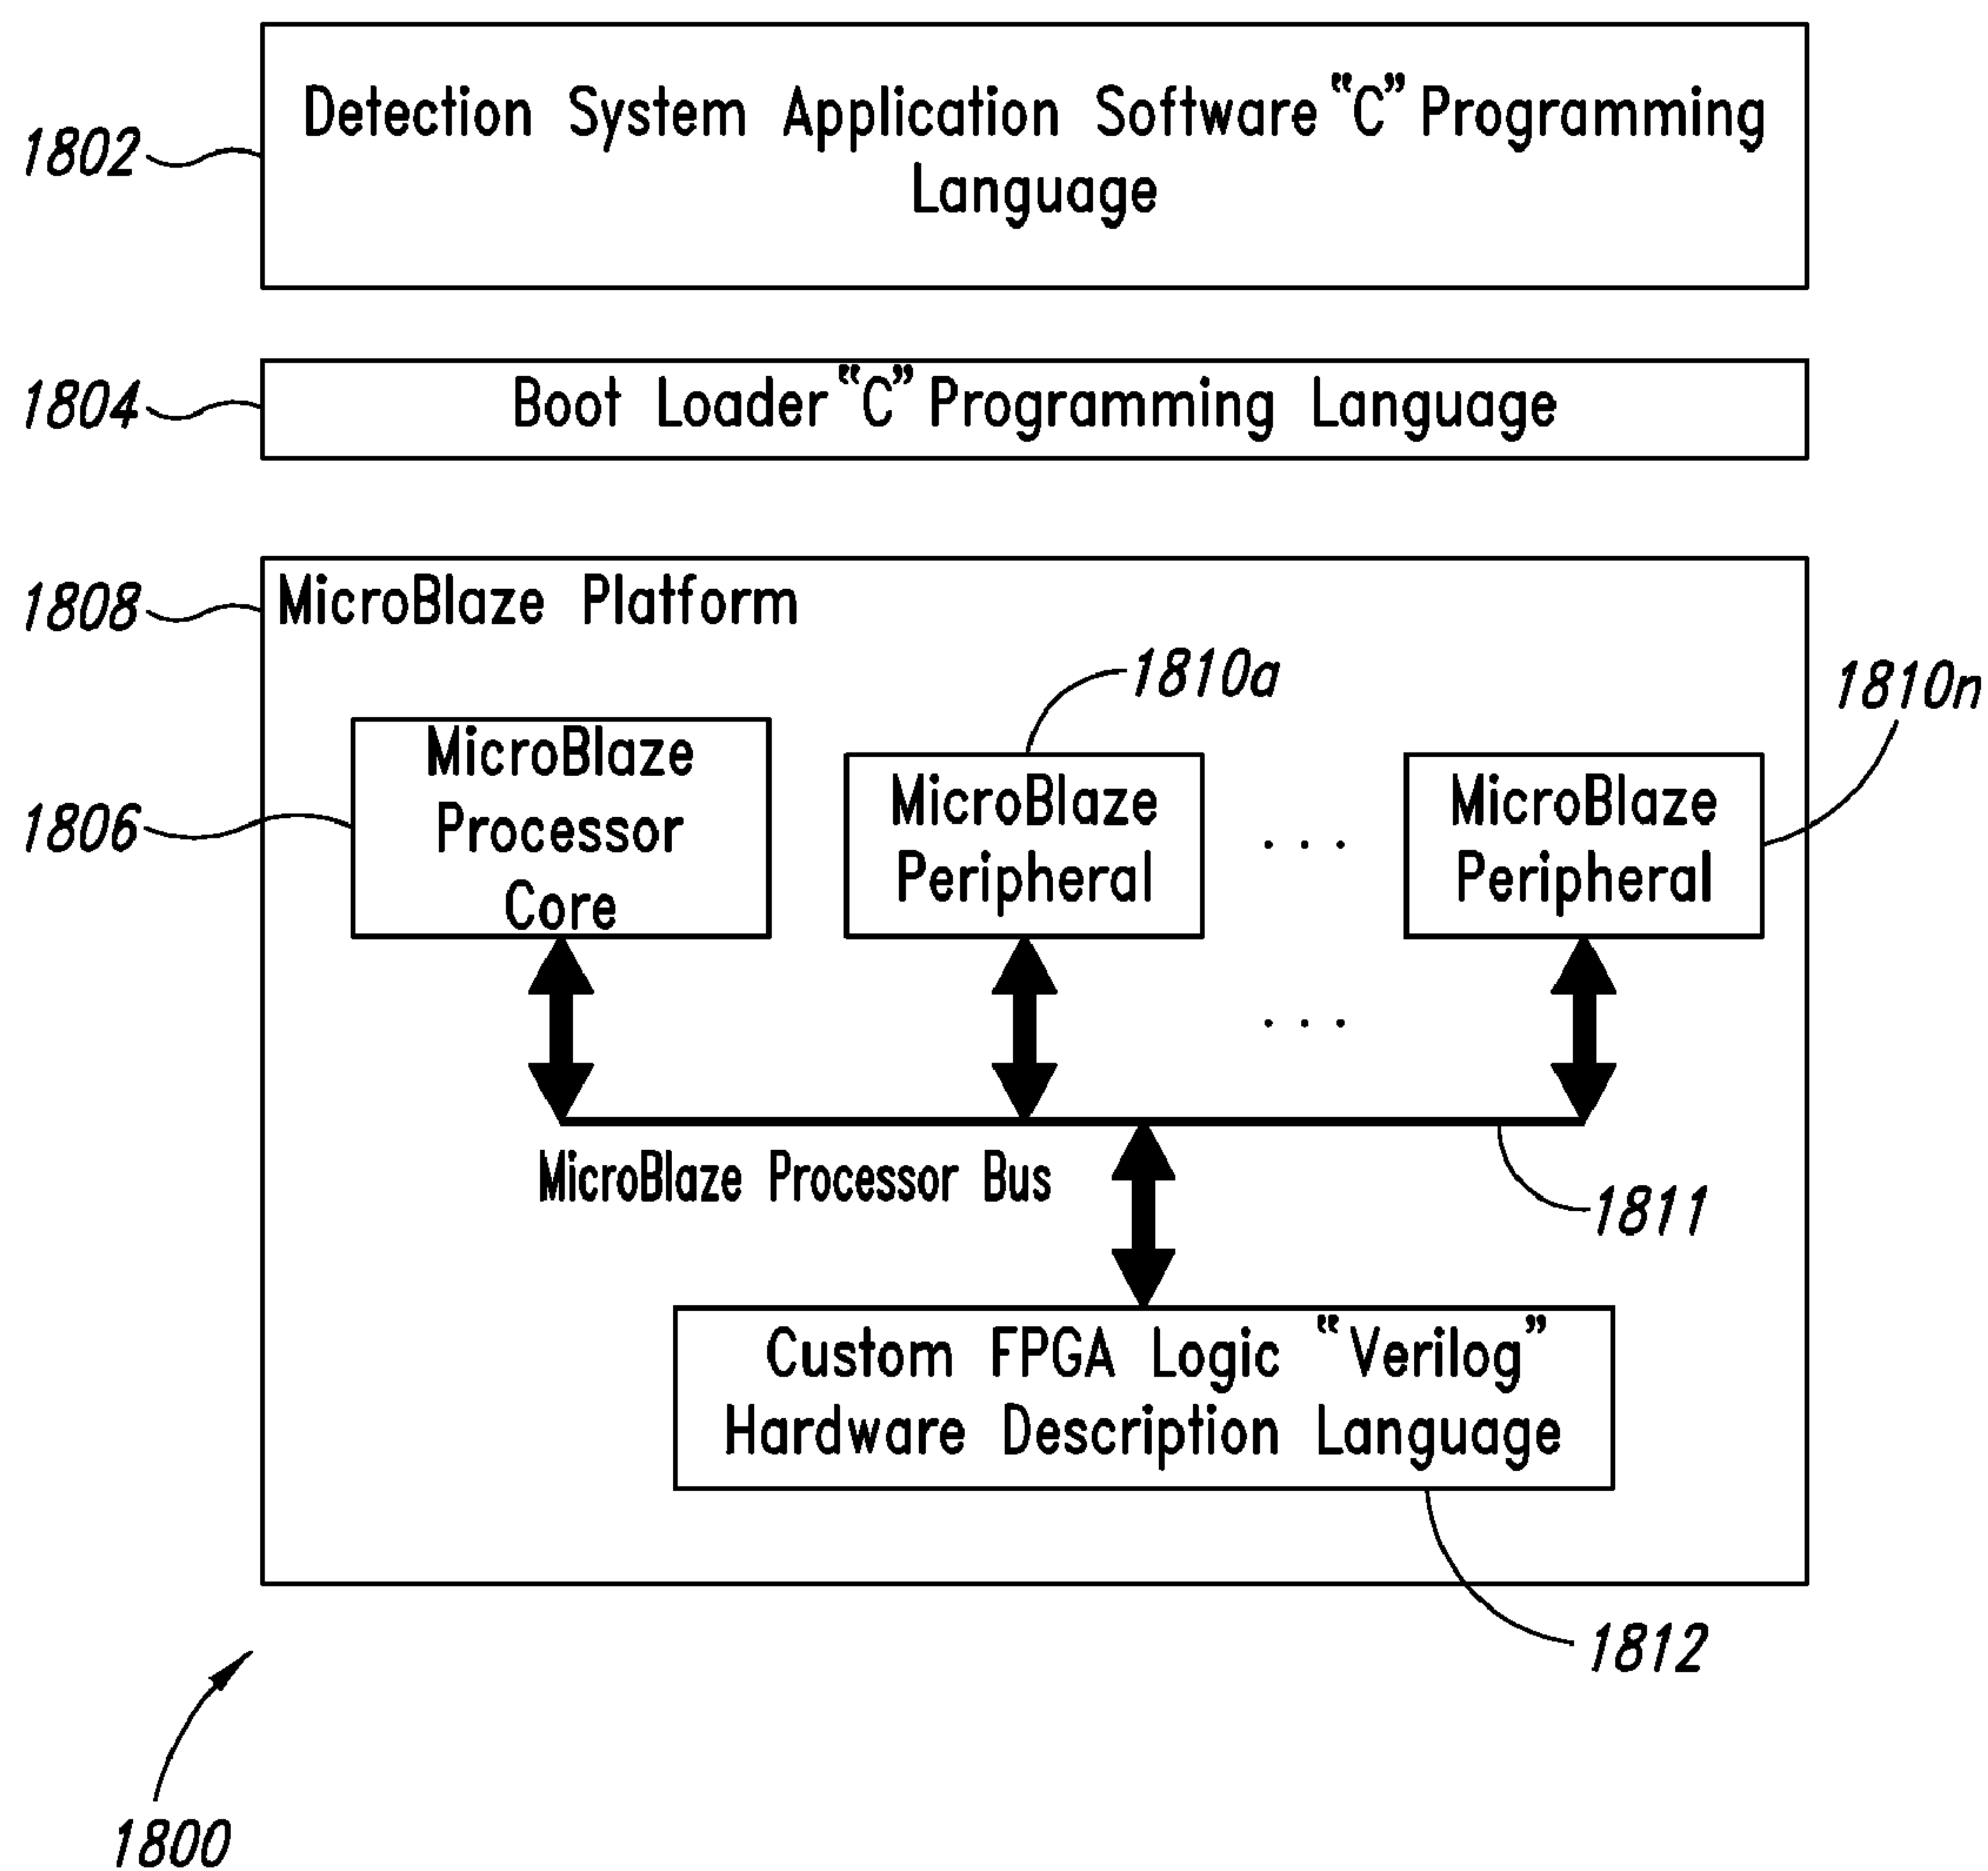 Detection System Application Software “C” Programming
Language
1802
Boot Loader “C” Programming Language
1804
1808
MicroBlaze Platform
1810a
1810n
MicroBlaze
Processor
Core
1806
MicroBlaze
Peripheral
. . .
MicroBlaze
Peripheral
. . .
MicroBlaze Processor Bus
1811
Custom FPGA Logic “Verilog”
Hardware Description Language
1812
1800